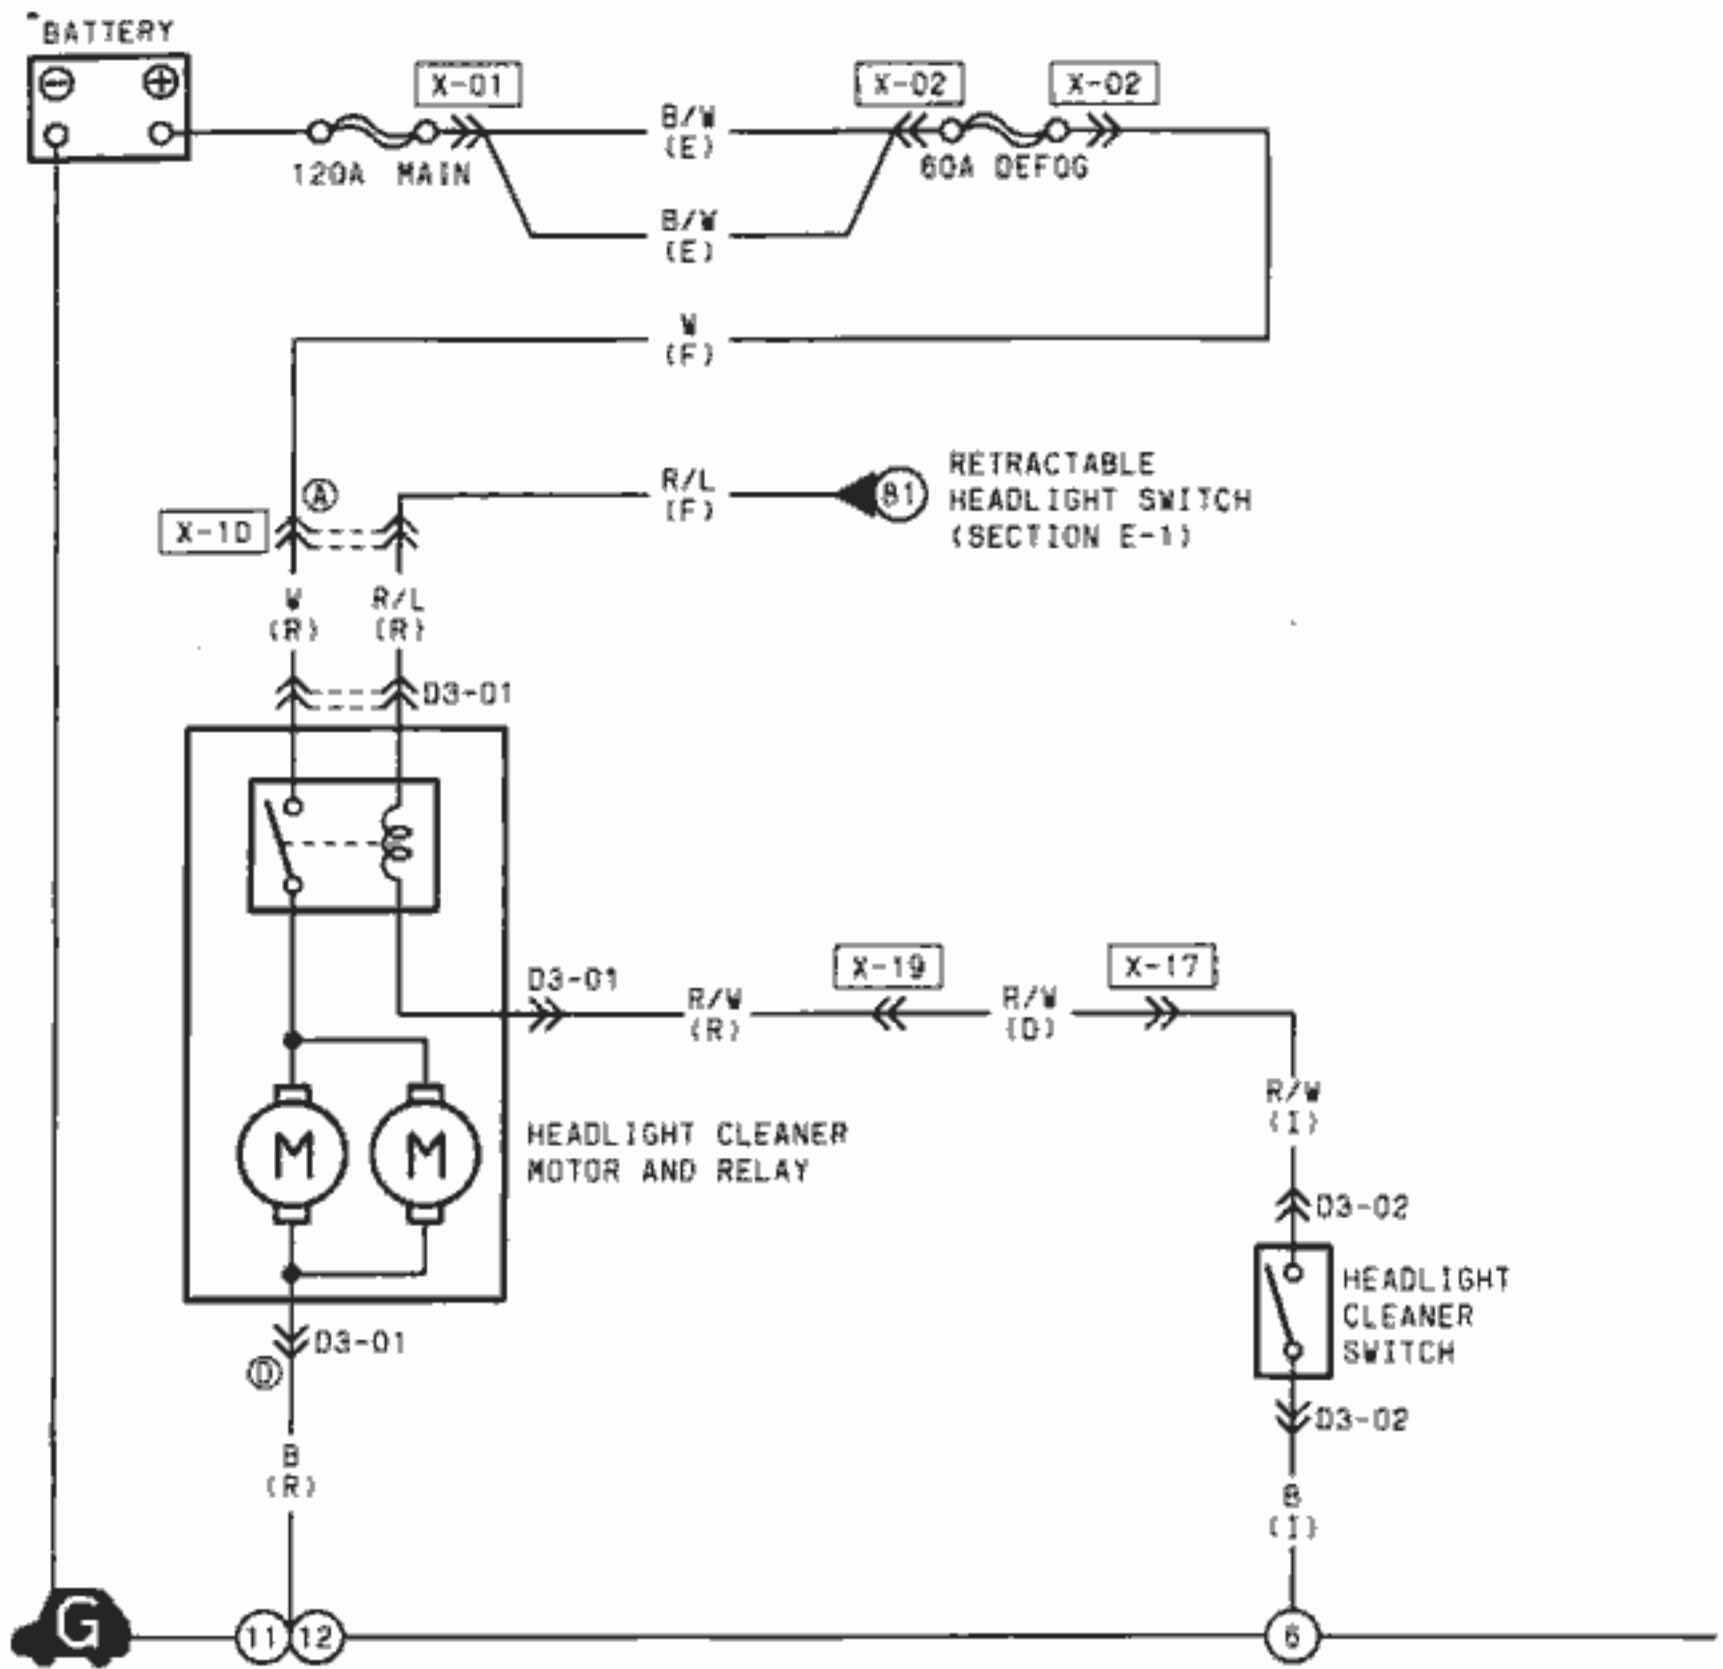 BATTERY
X-01
X-02
X-02
B/W
(E)
120A MAIN
60A DEFOG
B/W
(E)
W
(F)
A
R/L
(F)
81
RETRACTABLE
HEADLIGHT SWITCH
(SECTION E-1)
X-10
W
(R)
R/L
(R)
D3-01
D3-01
R/W
(R)
X-19
R/W
(D)
X-17
R/W
(I)
M
M
HEADLIGHT CLEANER
MOTOR AND RELAY
D3-02
HEADLIGHT
CLEANER
SWITCH
D3-01
D
D3-02
B
(R)
B
(I)
G
11
12
6